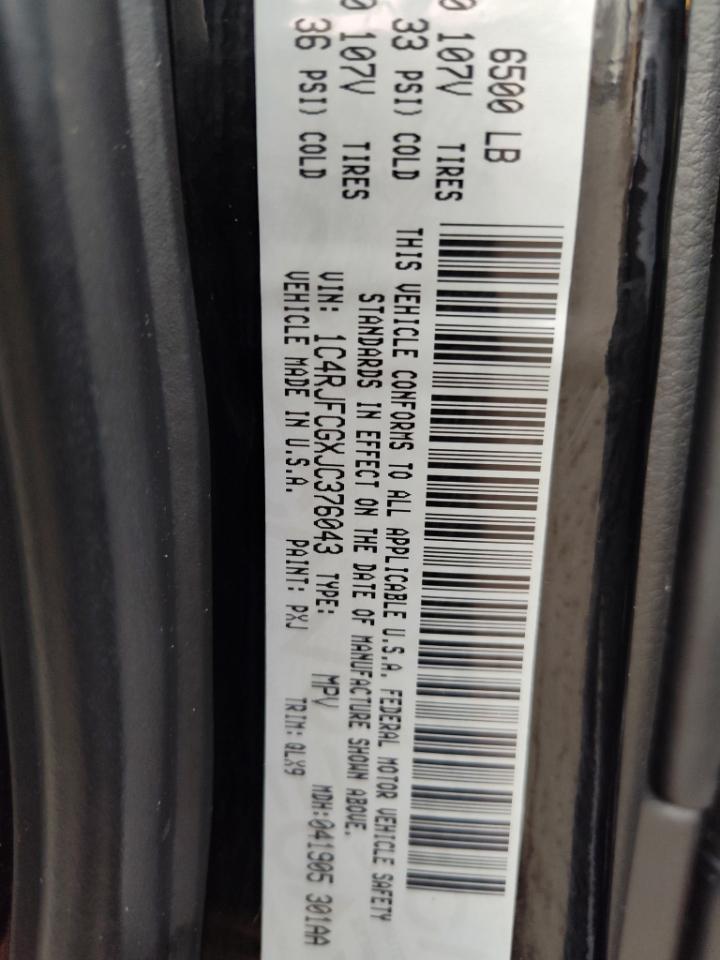 6500 LB
107V TIRES
33 PSI) COLD
107V TIRES
36 PSI) COLD
THIS VEHICLE CONFORMS TO ALL APPLICABLE U.S.A. FEDERAL MOTOR VEHICLE SAFETY
STANDARDS IN EFFECT ON THE DATE OF MANUFACTURE SHOWN ABOVE.
VIN: 1C4RJFCGXJC376043 TYPE: MPV MDH:041905 301AA
VEHICLE MADE IN U.S.A. PAINT: PXJ TRIM: QLX9